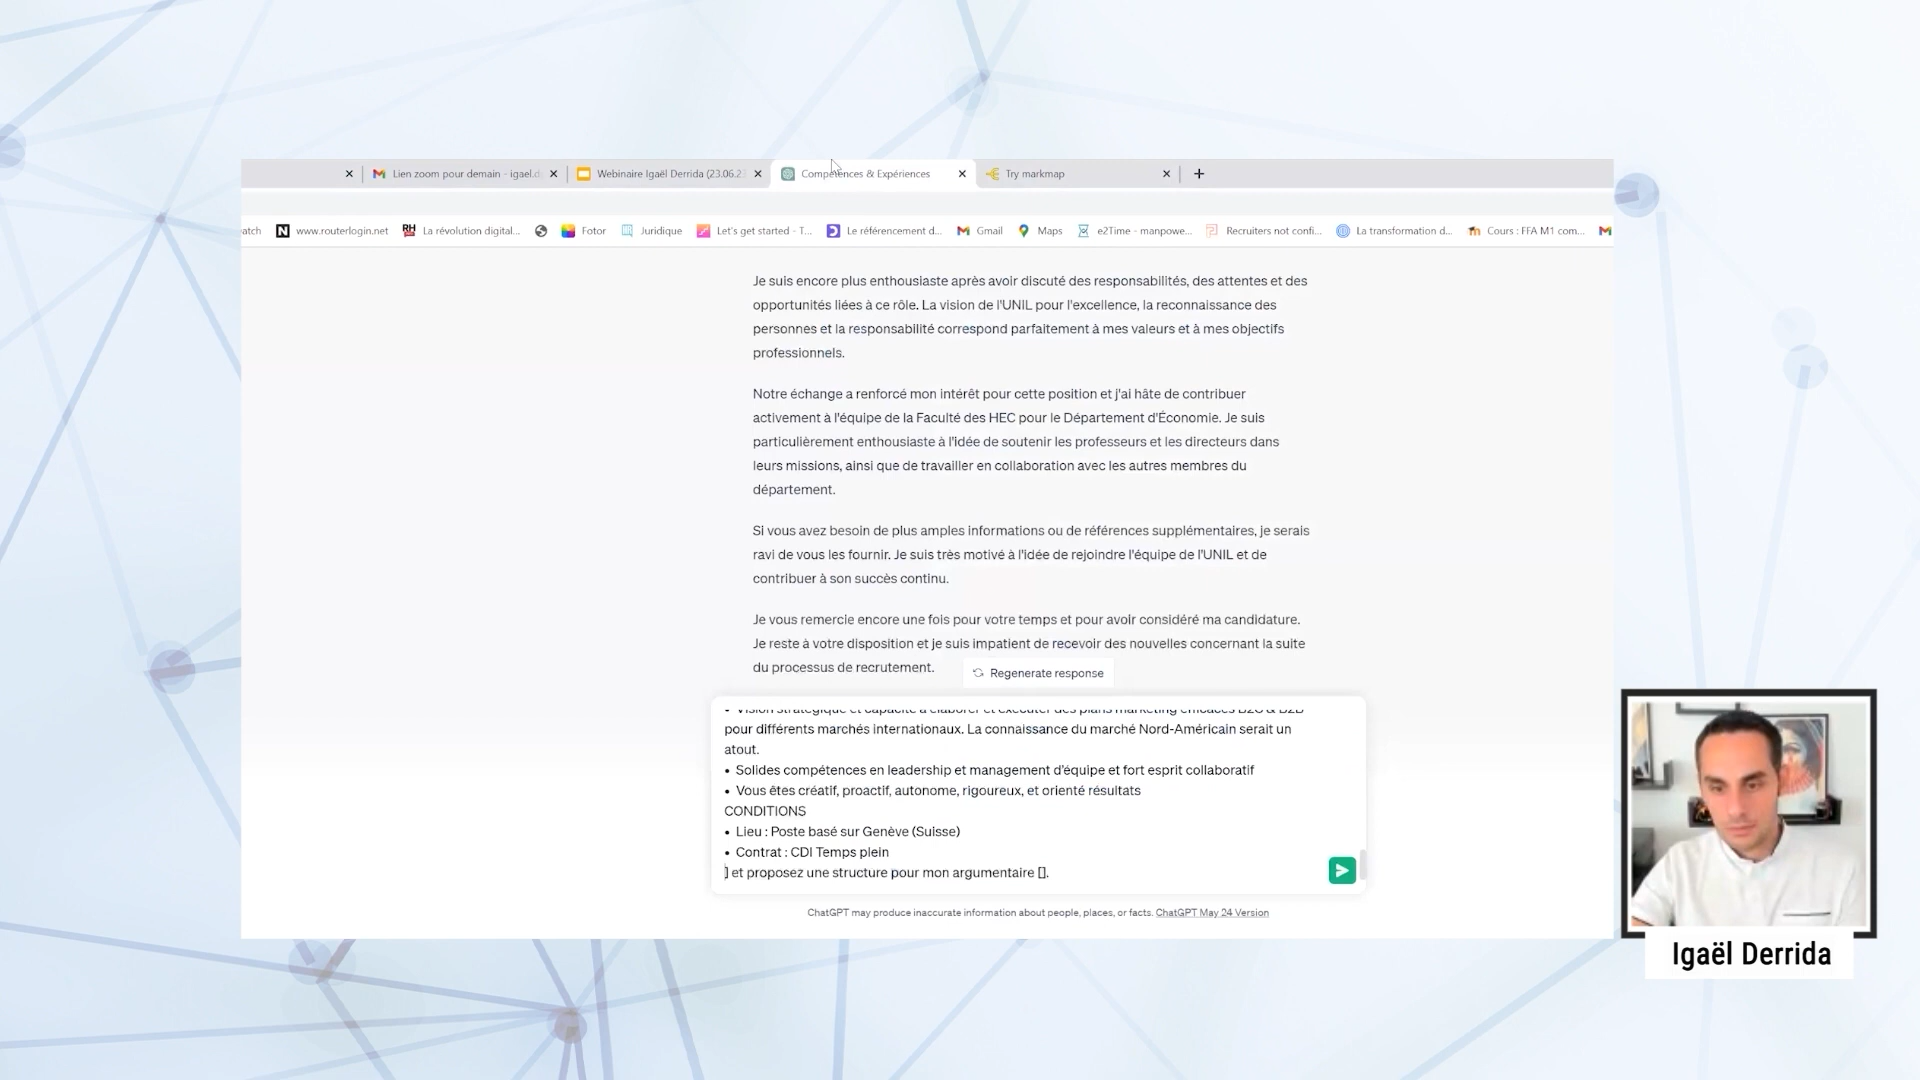 Lien zoom pour demain - igael.d
Webinaire Igaël Derrida (23.06.23
Compétences & Expériences
Try markmap
atch
www.routerlogin.net
La révolution digital...
Fotor
Juridique
Let's get started - T...
Le référencement d...
Gmail
Maps
e2Time - manpowe...
Recruiters not confi...
La transformation d...
Cours : FFA M1 com...
Je suis encore plus enthousiaste après avoir discuté des responsabilités, des attentes et des
opportunités liées à ce rôle. La vision de l'UNIL pour l'excellence, la reconnaissance des
personnes et la responsabilité correspond parfaitement à mes valeurs et à mes objectifs
professionnels.
Notre échange a renforcé mon intérêt pour cette position et j'ai hâte de contribuer
activement à l'équipe de la Faculté des HEC pour le Département d'Économie. Je suis
particulièrement enthousiaste à l'idée de soutenir les professeurs et les directeurs dans
leurs missions, ainsi que de travailler en collaboration avec les autres membres du
département.
Si vous avez besoin de plus amples informations ou de références supplémentaires, je serais
ravi de vous les fournir. Je suis très motivé à l'idée de rejoindre l'équipe de l'UNIL et de
contribuer à son succès continu.
Je vous remercie encore une fois pour votre temps et pour avoir considéré ma candidature.
Je reste à votre disposition et je suis impatient de recevoir des nouvelles concernant la suite
du processus de recrutement.
Regenerate response
• Vision stratégique et capacité à élaborer et exécuter des plans marketing efficaces B2C & B2B
pour différents marchés internationaux. La connaissance du marché Nord-Américain serait un
atout.
• Solides compétences en leadership et management d'équipe et fort esprit collaboratif
• Vous êtes créatif, proactif, autonome, rigoureux, et orienté résultats
CONDITIONS
• Lieu : Poste basé sur Genève (Suisse)
• Contrat : CDI Temps plein
] et proposez une structure pour mon argumentaire [].
ChatGPT may produce inaccurate information about people, places, or facts. ChatGPT May 24 Version
Igaël Derrida